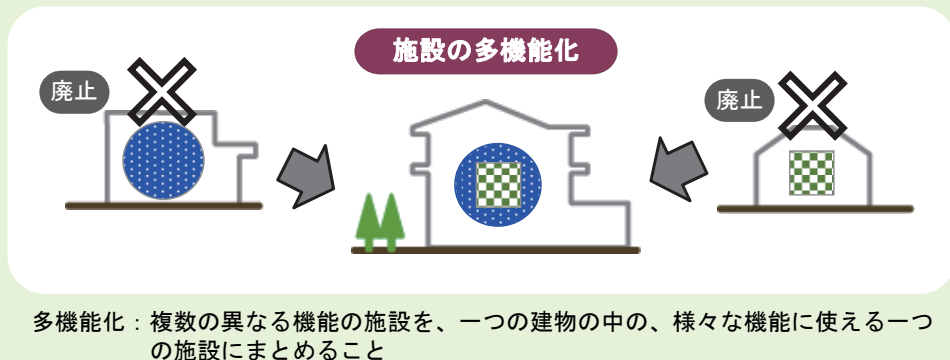 施設の多機能化
廃止
廃止
多機能化：複数の異なる機能の施設を、一つの建物の中の、様々な機能に使える一つ
の施設にまとめること